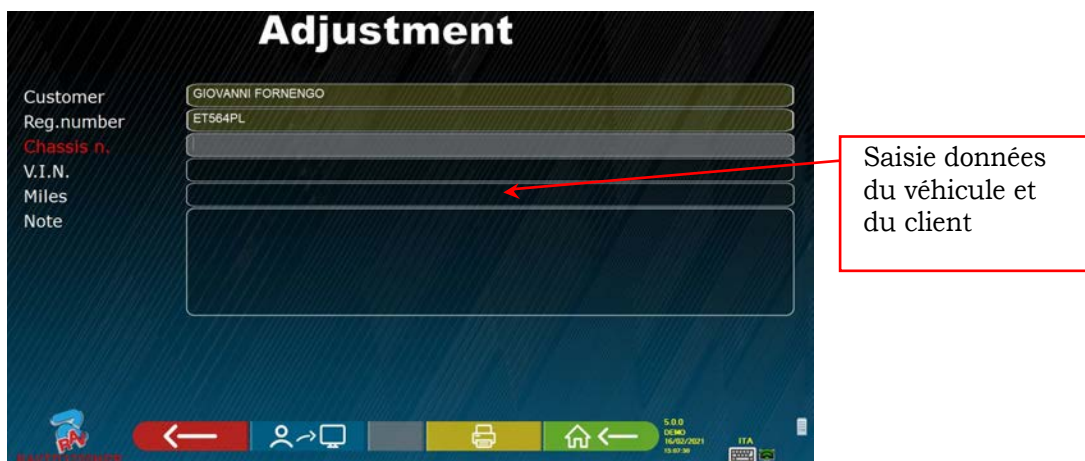 Adjustment
Customer
GIOVANNI FORNENGO
Reg.number
ET564PL
Chassis n.
V.I.N.
Miles
Note
Saisie données
du véhicule et
du client
RAV
5.0.0
DEMO
16/02/2021
ITA